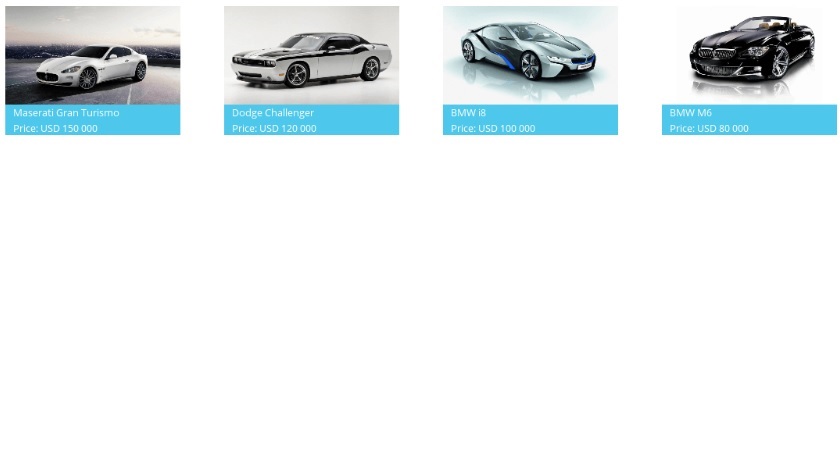 Maserati Gran Turismo
Price: USD 150 000
Dodge Challenger
Price: USD 120 000
BMW i8
Price: USD 100 000
BMW M6
Price: USD 80 000